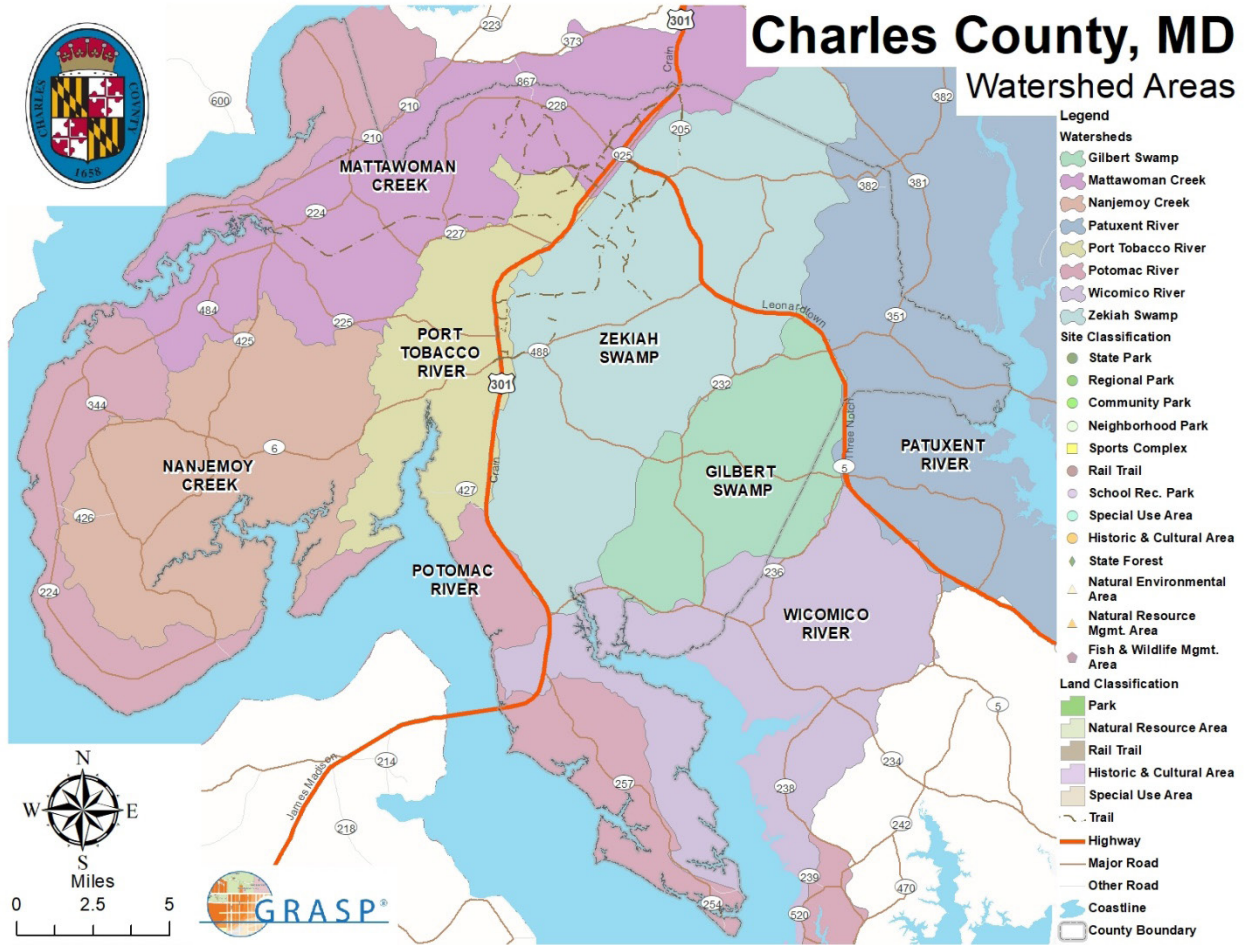 Charles County, MD
Watershed Areas
CHARLES COUNTY
1658
Legend
Watersheds
Gilbert Swamp
Mattawoman Creek
Nanjemoy Creek
Patuxent River
Port Tobacco River
Potomac River
Wicomico River
Zekiah Swamp
Site Classification
State Park
Regional Park
Community Park
Neighborhood Park
Sports Complex
Rail Trail
School Rec. Park
Special Use Area
Historic & Cultural Area
State Forest
Natural Environmental
Area
Natural Resource
Mgmt. Area
Fish & Wildlife Mgmt.
Area
Land Classification
Park
Natural Resource Area
Rail Trail
Historic & Cultural Area
Special Use Area
Trail
Highway
Major Road
Other Road
Coastline
County Boundary
301
223
373
Crain
867
382
600
210
228
210
205
925
MATTAWOMAN
CREEK
382
381
224
227
Leonardtown
484
225
351
425
PORT
TOBACCO
RIVER
ZEKIAH
SWAMP
488
301
232
344
Three Notch
6
PATUXENT
RIVER
NANJEMOY
CREEK
GILBERT
SWAMP
5
Crain
427
426
POTOMAC
RIVER
236
224
WICOMICO
RIVER
5
James Madison
214
234
257
238
218
242
239
470
254
520
N
W
E
S
Miles
0
2.5
5
GRASP®